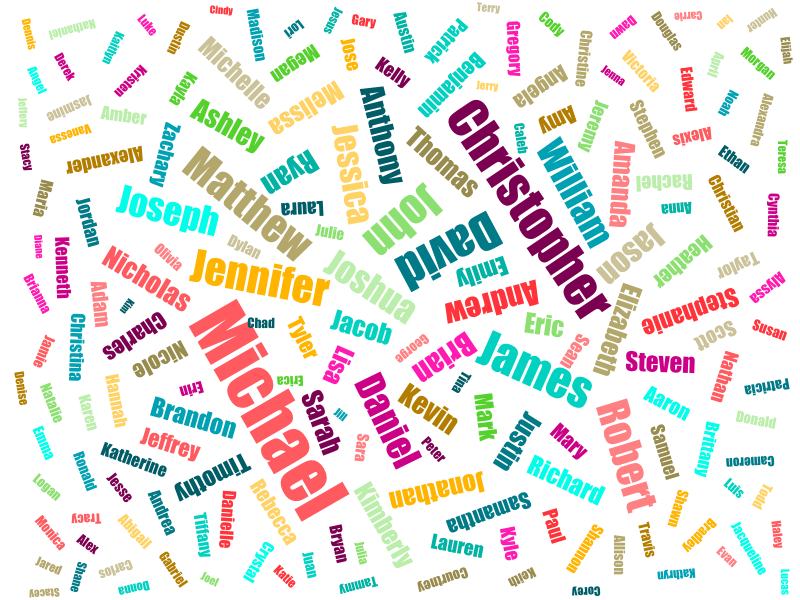 Dennis
Nathaniel
Kaitlyn
Luke
Dustin
Cindy
Madison
Lori
Jesus
Gary
Austin
Terry
Patrick
Gregory
Cody
Dawn
Douglas
Carrie
Ian
Hunter
Elijah
Angel
Derek
Kristen
Michelle
Megan
Jose
Kelly
Benjamin
Jerry
Angela
Christine
Jenna
Victoria
Edward
April
Morgan
Jeffery
Jasmine
Kayla
Melissa
Amber
Ashley
Anthony
Christopher
Amy
Jeremy
Stephen
Noah
Alexandra
Vanessa
Zachary
Ryan
Jessica
Thomas
Caleb
William
Amanda
Alexis
Ethan
Teresa
Stacy
Alexander
Matthew
Laura
John
Rachel
Anna
Christian
Cynthia
Maria
Jordan
Joseph
Julie
David
Jason
Heather
Taylor
Alyssa
Diane
Kenneth
Olivia
Dylan
Nicholas
Jennifer
Joshua
Emily
Andrew
Elizabeth
Stephanie
Brianna
Adam
Kim
Charles
Chad
Tyler
Jacob
Eric
Sean
Scott
Susan
Jamie
Christina
Nicole
Michael
Lisa
George
Brian
James
Steven
Nathan
Patricia
Denise
Natalie
Karen
Hannah
Erin
Erica
Sarah
Jill
Daniel
Kevin
Tina
Mark
Justin
Mary
Robert
Aaron
Donald
Emma
Brandon
Jeffrey
Katherine
Timothy
Sara
Peter
Richard
Samuel
Brittany
Cameron
Logan
Ronald
Jesse
Andrea
Danielle
Rebecca
Kimberly
Jonathan
Samantha
Luis
Todd
Monica
Tracy
Alex
Abigail
Tiffany
Crystal
Bryan
Julia
Lauren
Kyle
Paul
Shannon
Allison
Travis
Shawn
Bradley
Jacqueline
Haley
Evan
Jared
Stacey
Shane
Carlos
Donna
Gabriel
Joel
Katie
Juan
Tammy
Courtney
Keith
Corey
Kathryn
Lucas